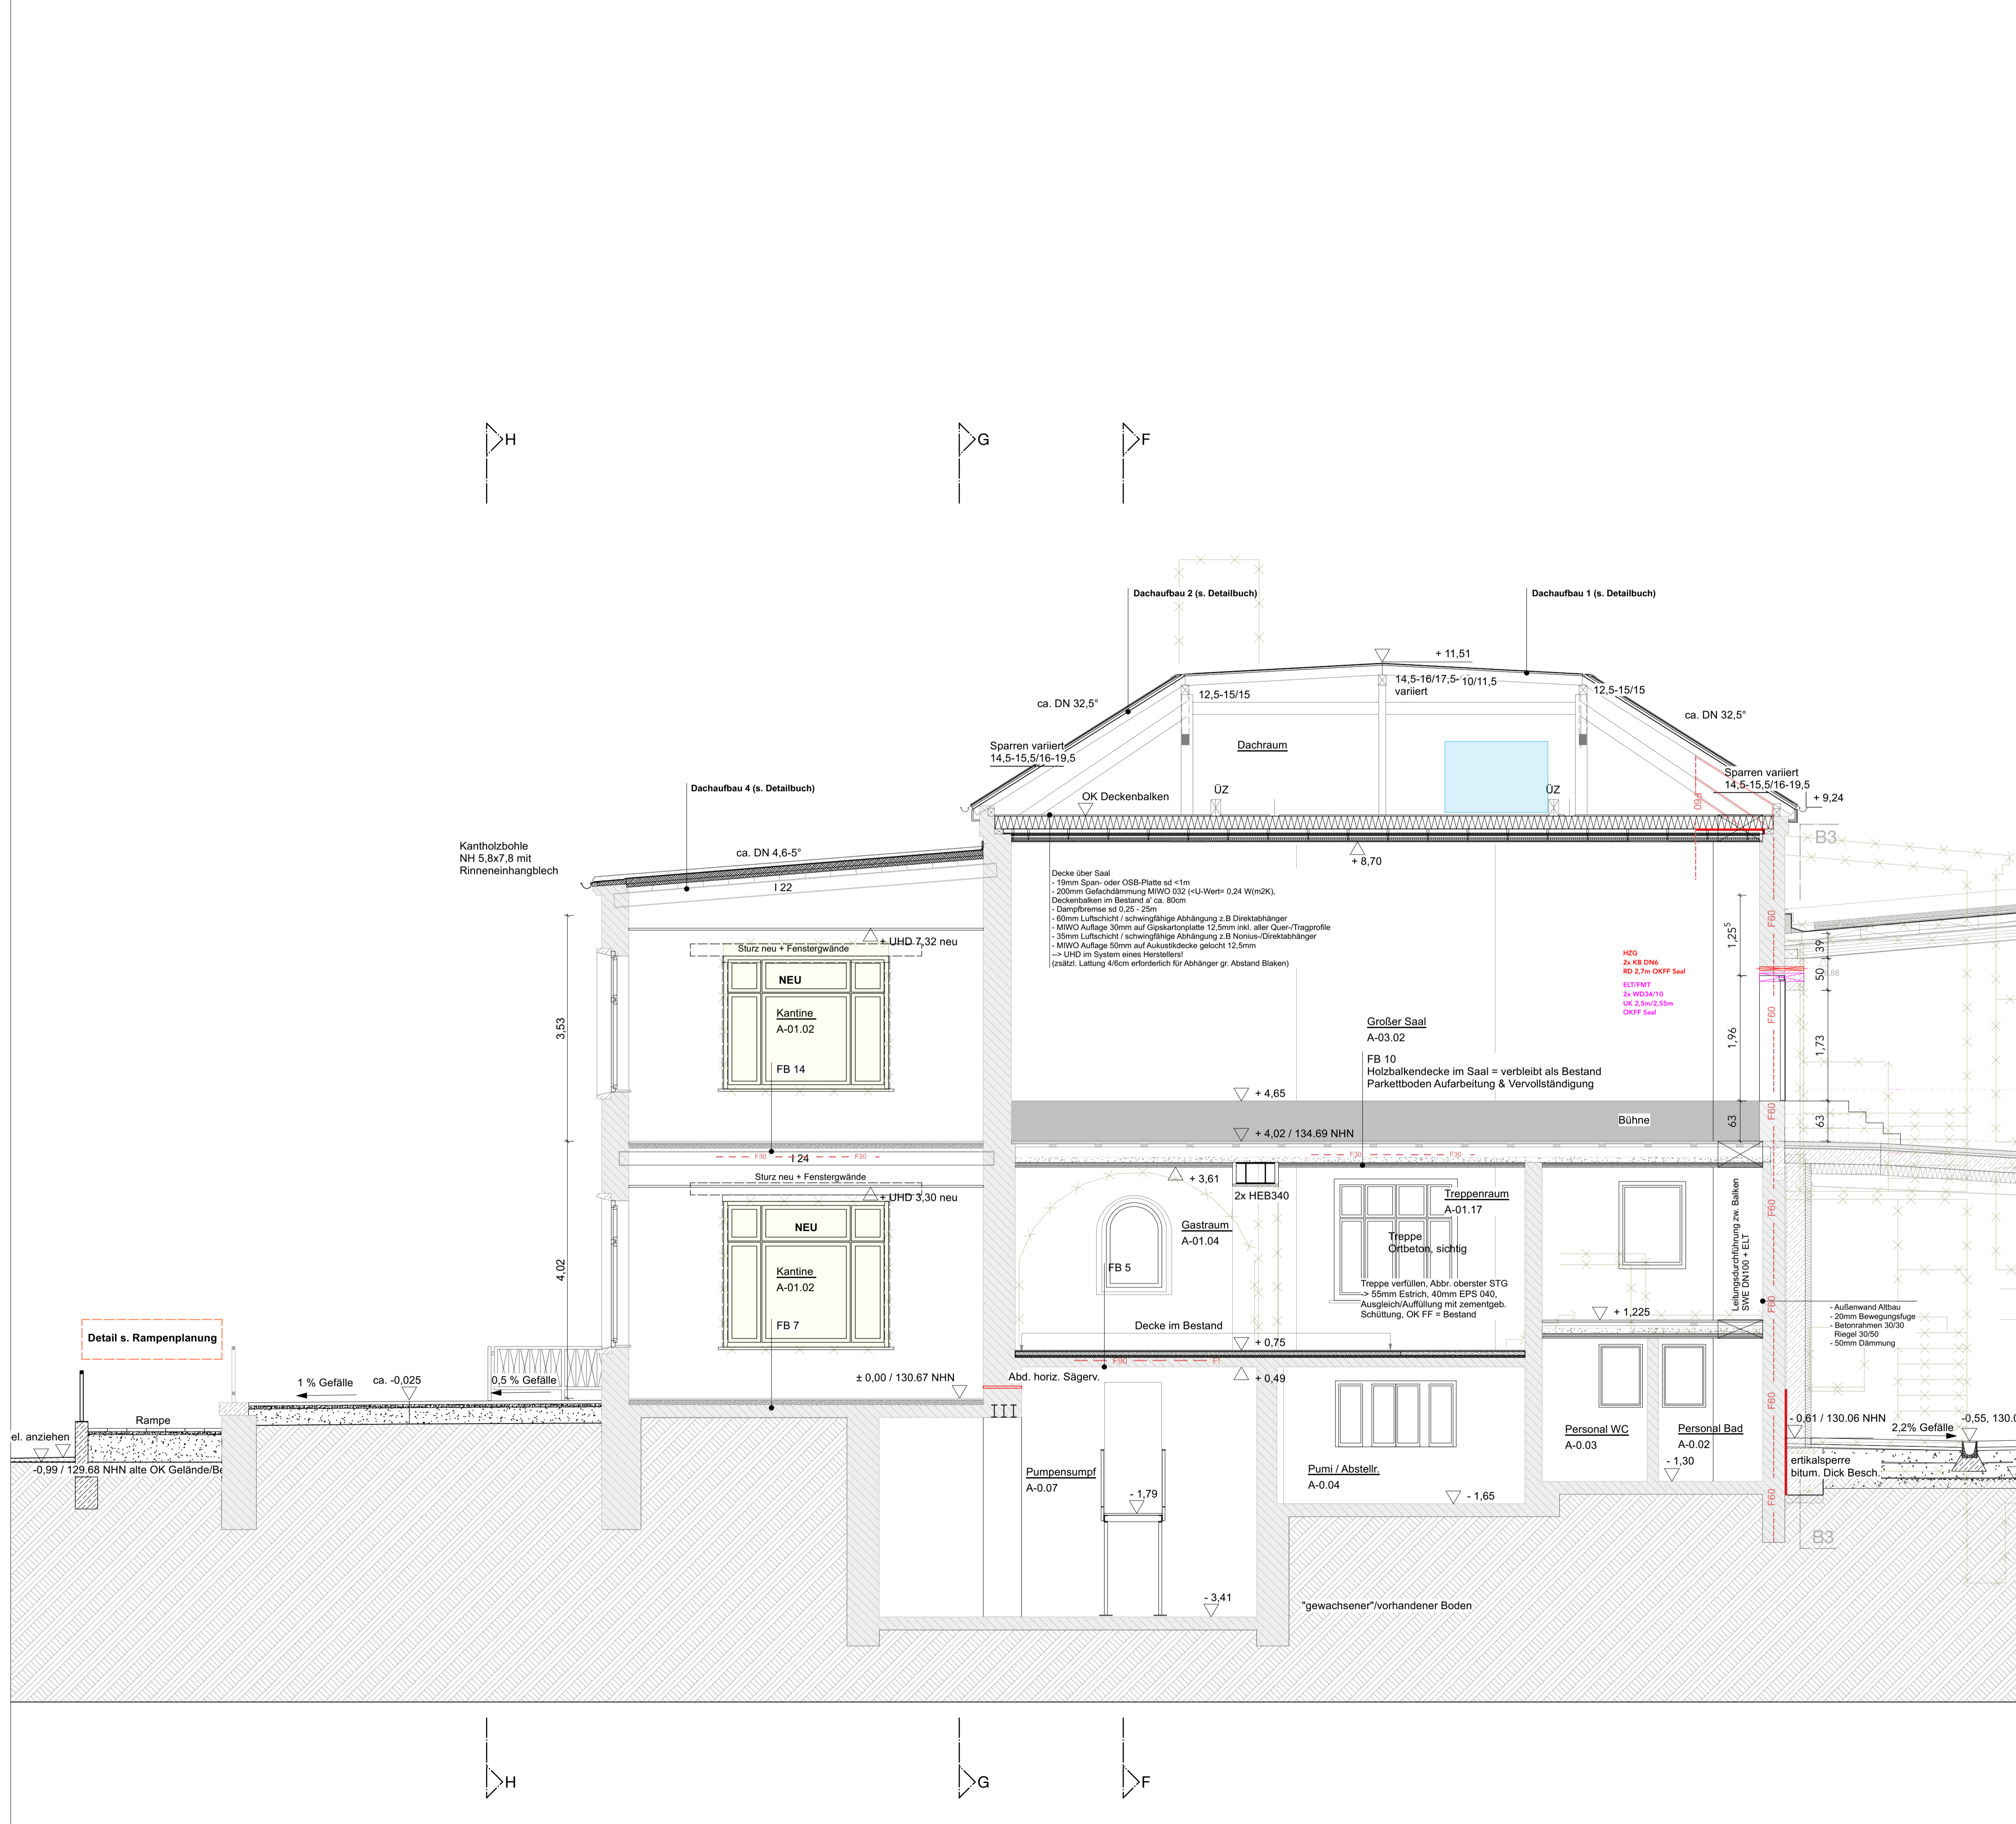 H
G
F
Dachaufbau 2 (s. Detailbuch)
Dachaufbau 1 (s. Detailbuch)
+ 11,51
14,5-16/17,5-
10/11,5
variiert
12,5-15/15
12,5-15/15
ca. DN 32,5°
ca. DN 32,5°
Sparren variiert
14,5-15,5/16-19,5
Dachraum
Sparren variiert
14,5-15,5/16-19,5
F60
+ 9,24
OK Deckenbalken
ÜZ
ÜZ
Dachaufbau 4 (s. Detailbuch)
B3
Kantholzbohle
NH 5,8x7,8 mit
Rinneneinhangblech
ca. DN 4,6-5°
I 22
+ 8,70
Decke über Saal
- 19mm Span- oder OSB-Platte sd <1m
- 200mm Gefachdämmung MIWO 032 (<U-Wert= 0,24 W(m2K),
Deckenbalken im Bestand a' ca. 80cm
- Dampfbremse sd 0,25 - 25m
- 60mm Luftschicht / schwingfähige Abhängung z.B Direktabhänger
- MIWO Auflage 30mm auf Gipskartonplatte 12,5mm inkl. aller Quer-/Tragprofile
- 35mm Luftschicht / schwingfähige Abhängung z.B Nonius-/Direktabhänger
- MIWO Auflage 50mm auf Aukustikdecke gelocht 12,5mm
--> UHD im System eines Herstellers!
(zsätzl. Lattung 4/6cm erforderlich für Abhänger gr. Abstand Blaken)
+ UHD 7,32 neu
Sturz neu + Fenstergwände
NEU
Kantine
A-01.02
FB 14
3,53
HZG
2x KB DN6
RD 2,7m OKFF Saal
ELT/FMT
2x WD34/10
UK 2,5m/2,55m
OKFF Saal
1,25⁵
39
50
F60
F60
1,96
1,73
Großer Saal
A-03.02
FB 10
Holzbalkendecke im Saal = verbleibt als Bestand
Parkettboden Aufarbeitung & Vervollständigung
+ 4,65
Bühne
63
63
F60
+ 4,02 / 134.69 NHN
F30
F30
I 24
F30
F30
Sturz neu + Fenstergwände
+ UHD 3,30 neu
NEU
Kantine
A-01.02
FB 7
4,02
+ 3,61
2x HEB340
Gastraum
A-01.04
FB 5
Treppenraum
A-01.17
Treppe
Ortbeton, sichtig
Treppe verfüllen, Abbr. oberster STG
-> 55mm Estrich, 40mm EPS 040,
Ausgleich/Auffüllung mit zementgeb.
Schüttung, OK FF = Bestand
Leitungsdurchführung zw. Balken
SWE DN100 + ELT
F60
F60
+ 1,225
- Außenwand Altbau
- 20mm Bewegungsfuge
- Betonrahmen 30/30
Riegel 30/50
- 50mm Dämmung
Decke im Bestand
+ 0,75
F90
Abd. horiz. Sägerv.
+ 0,49
Detail s. Rampenplanung
1 % Gefälle
ca. -0,025
0,5 % Gefälle
± 0,00 / 130.67 NHN
Rampe
el. anziehen
-0,99 / 129.68 NHN alte OK Gelände/Be
Personal WC
A-0.03
Personal Bad
A-0.02
- 1,30
F60
- 0,61 / 130.06 NHN
2,2% Gefälle
-0,55, 130.
ertikalsperre
bitum. Dick Besch.
Pumpensumpf
A-0.07
- 1,79
Pumi / Abstellr.
A-0.04
- 1,65
F60
B3
- 3,41
"gewachsener"/vorhandener Boden
H
G
F